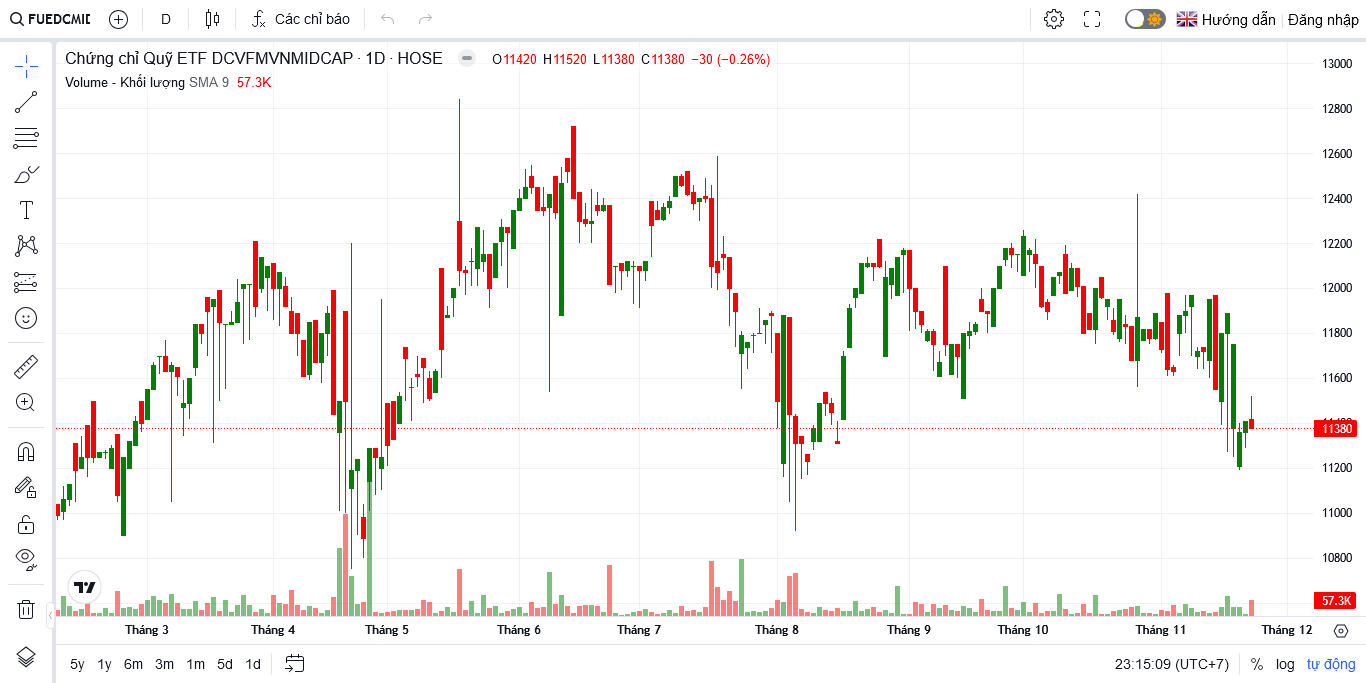 FUEDCMID D Các chỉ báo Hướng dẫn Đăng nhập
Chứng chỉ Quỹ ETF DCVFMVNMIDCAP · 1D · HOSE O11420 H11520 L11380 C11380 −30 (−0.26%)
Volume - Khối lượng SMA 9 57.3K
13000
12800
12600
12400
12200
12000
11800
11600
11380
11200
11000
10800
57.3K
Tháng 3 Tháng 4 Tháng 5 Tháng 6 Tháng 7 Tháng 8 Tháng 9 Tháng 10 Tháng 11 Tháng 12
5y 1y 6m 3m 1m 5d 1d 23:15:09 (UTC+7) % log tự động